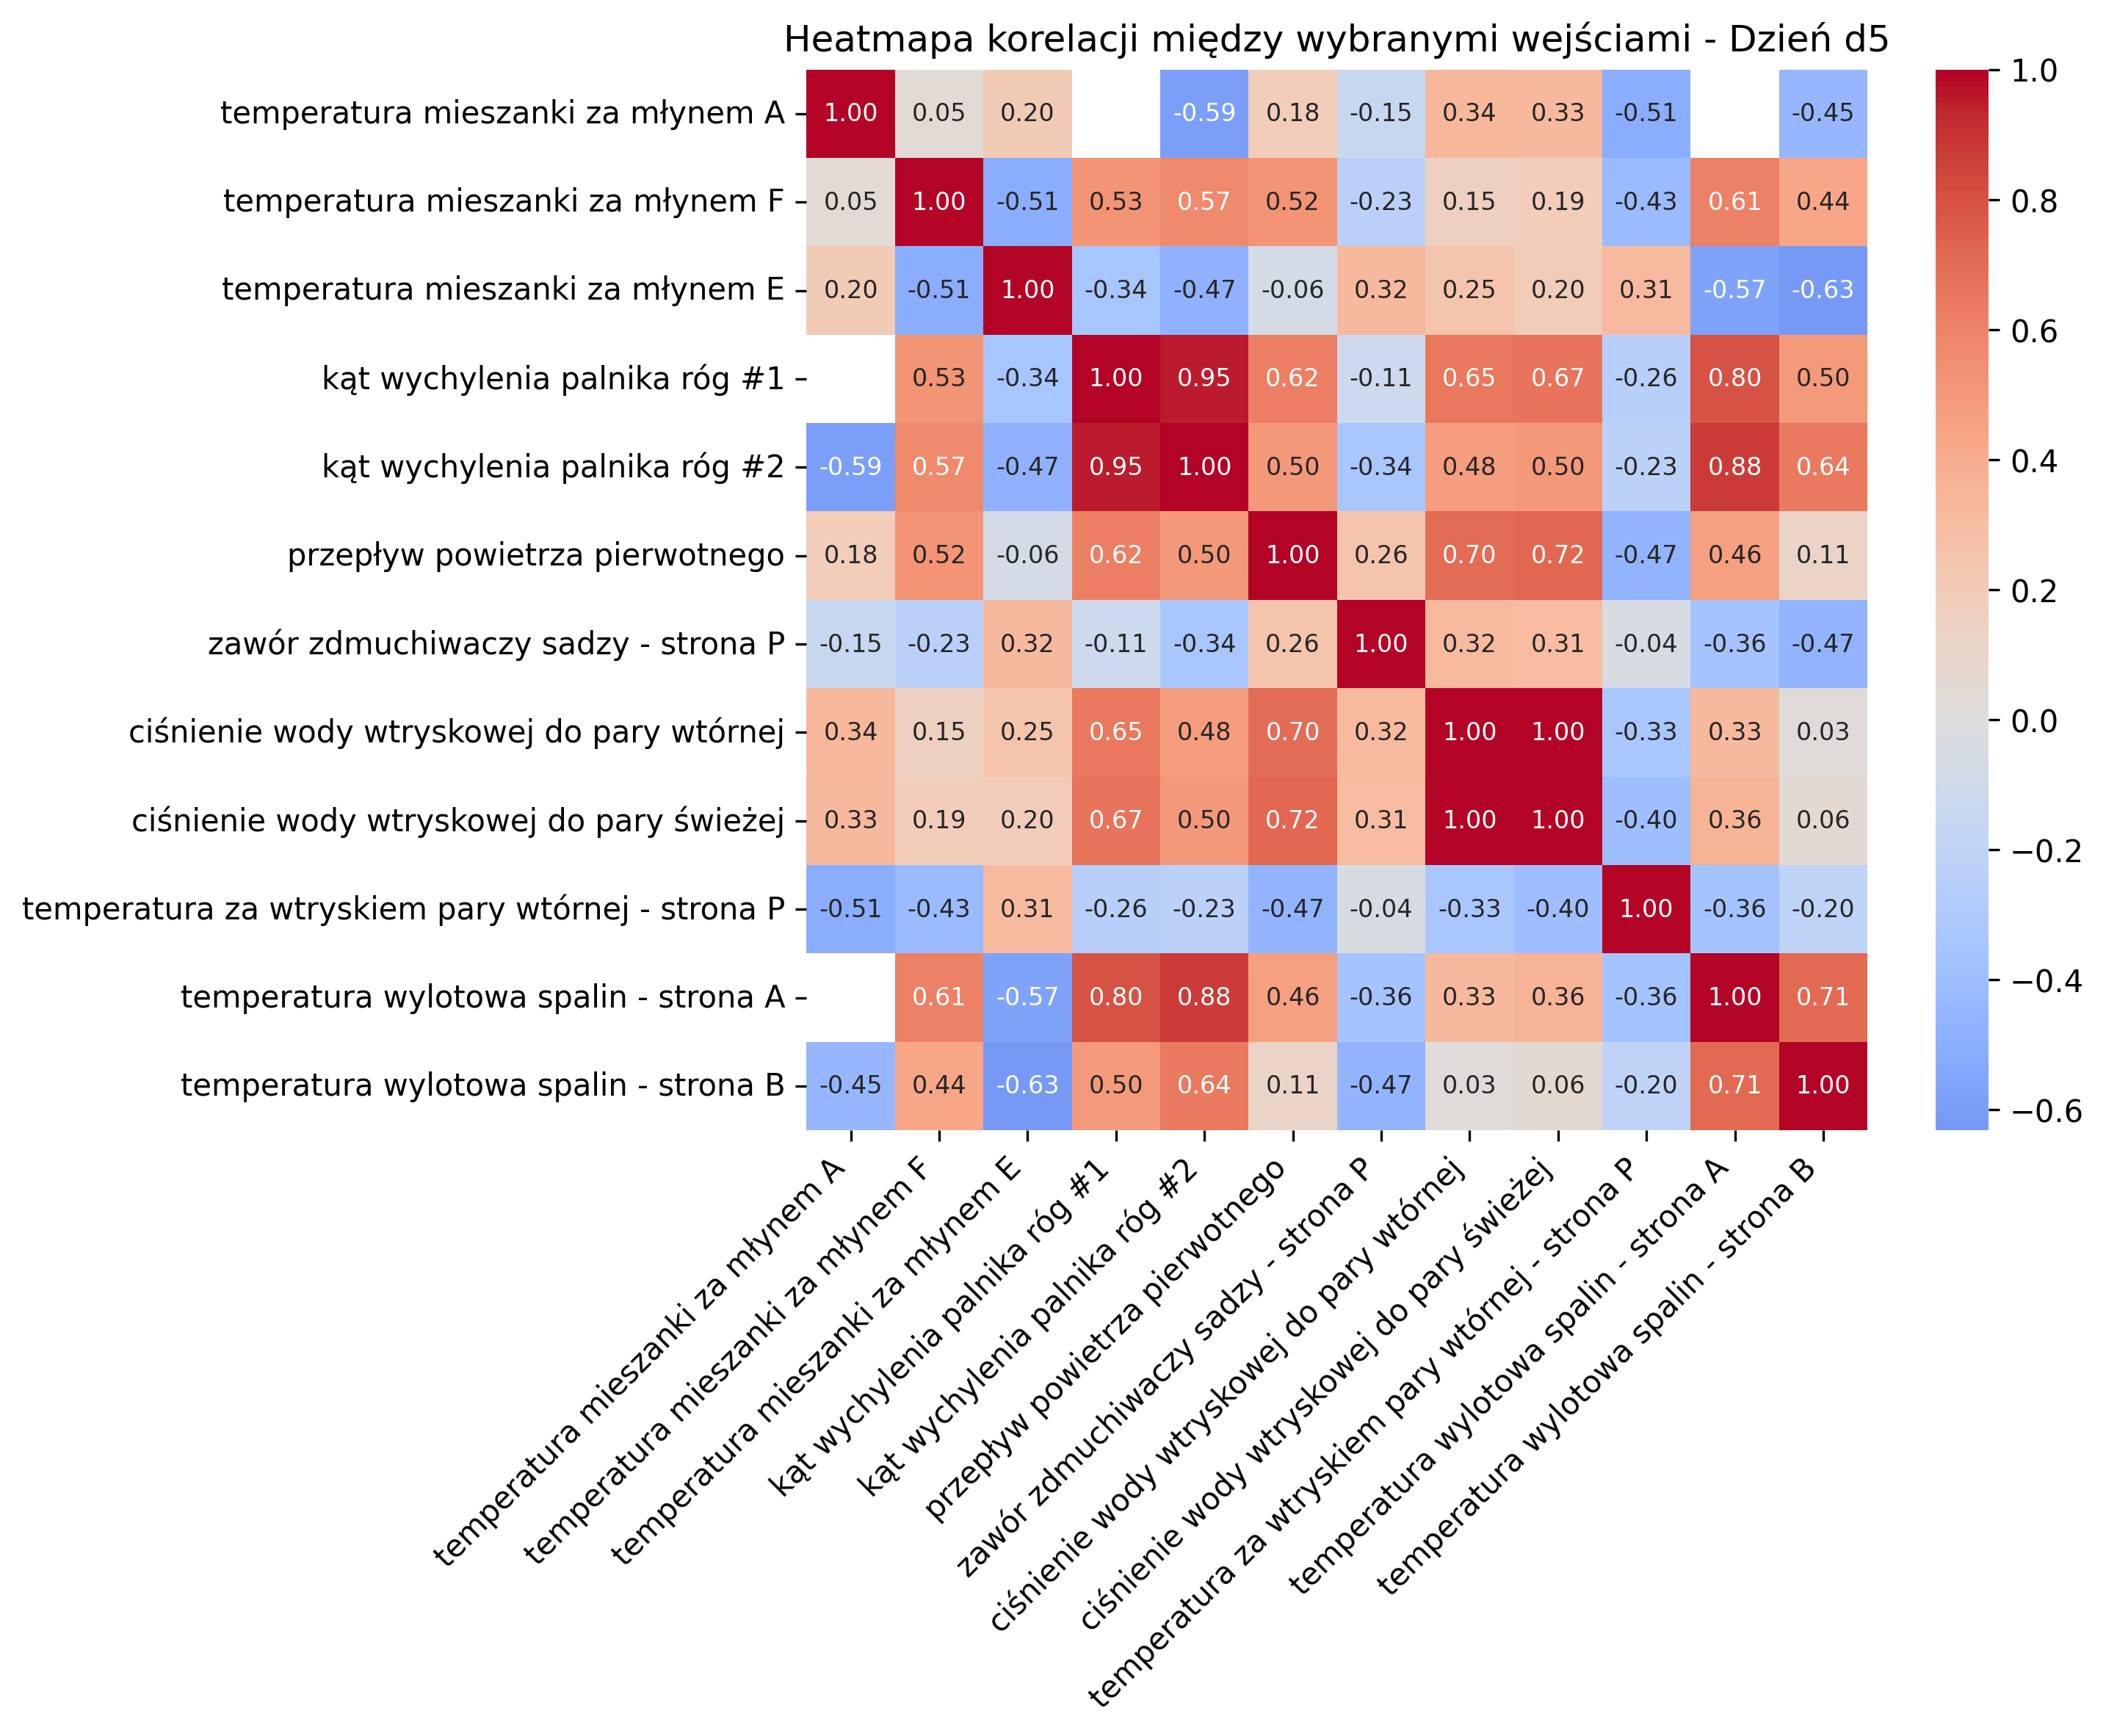 Heatmapa korelacji między wybranymi wejściami - Dzień d5
temperatura mieszanki za młynem A 1.00 0.05 0.20 -0.59 0.18 -0.15 0.34 0.33 -0.51 -0.45
temperatura mieszanki za młynem F 0.05 1.00 -0.51 0.53 0.57 0.52 -0.23 0.15 0.19 -0.43 0.61 0.44
temperatura mieszanki za młynem E 0.20 -0.51 1.00 -0.34 -0.47 -0.06 0.32 0.25 0.20 0.31 -0.57 -0.63
kąt wychylenia palnika róg #1 0.53 -0.34 1.00 0.95 0.62 -0.11 0.65 0.67 -0.26 0.80 0.50
kąt wychylenia palnika róg #2 -0.59 0.57 -0.47 0.95 1.00 0.50 -0.34 0.48 0.50 -0.23 0.88 0.64
przepływ powietrza pierwotnego 0.18 0.52 -0.06 0.62 0.50 1.00 0.26 0.70 0.72 -0.47 0.46 0.11
zawór zdmuchiwaczy sadzy - strona P -0.15 -0.23 0.32 -0.11 -0.34 0.26 1.00 0.32 0.31 -0.04 -0.36 -0.47
ciśnienie wody wtryskowej do pary wtórnej 0.34 0.15 0.25 0.65 0.48 0.70 0.32 1.00 1.00 -0.33 0.33 0.03
ciśnienie wody wtryskowej do pary świeżej 0.33 0.19 0.20 0.67 0.50 0.72 0.31 1.00 1.00 -0.40 0.36 0.06
temperatura za wtryskiem pary wtórnej - strona P -0.51 -0.43 0.31 -0.26 -0.23 -0.47 -0.04 -0.33 -0.40 1.00 -0.36 -0.20
temperatura wylotowa spalin - strona A 0.61 -0.57 0.80 0.88 0.46 -0.36 0.33 0.36 -0.36 1.00 0.71
temperatura wylotowa spalin - strona B -0.45 0.44 -0.63 0.50 0.64 0.11 -0.47 0.03 0.06 -0.20 0.71 1.00
temperatura mieszanki za młynem A
temperatura mieszanki za młynem F
temperatura mieszanki za młynem E
kąt wychylenia palnika róg #1
kąt wychylenia palnika róg #2
przepływ powietrza pierwotnego
zawór zdmuchiwaczy sadzy - strona P
ciśnienie wody wtryskowej do pary wtórnej
ciśnienie wody wtryskowej do pary świeżej
temperatura za wtryskiem pary wtórnej - strona P
temperatura wylotowa spalin - strona A
temperatura wylotowa spalin - strona B
1.0
0.8
0.6
0.4
0.2
0.0
−0.2
−0.4
−0.6